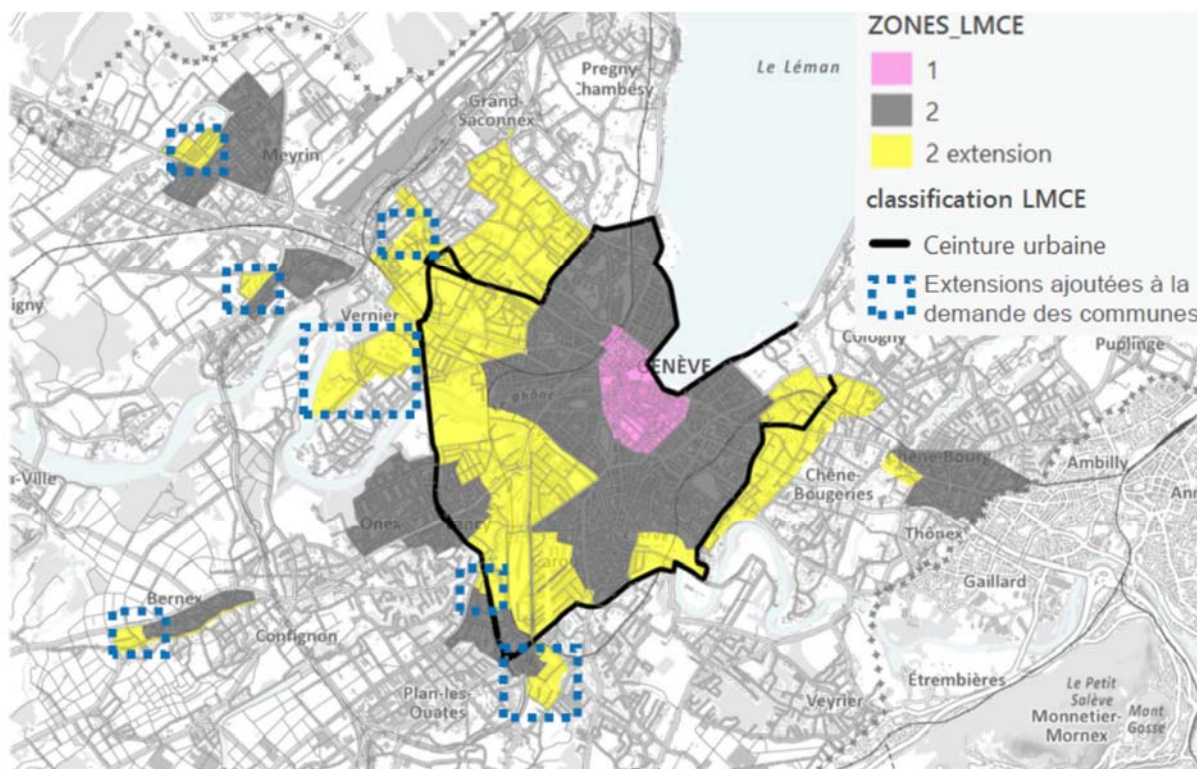 ZONES_LMCE
1
2
2 extension
classification LMCE
Ceinture urbaine
Extensions ajoutées à la
demande des communes
Le Léman
Pregny-
Chambésy
Grand-
Saconnex
Meyrin
igny
Vernier
GENÈVE
Cologny
Puplinge
Ambilly
Chêne-
Bougeries
Thônex
Gaillard
-Ville
Onex
Bernex
Confignon
Plan-les-
Ouates
Veyrier
Étrembières
Le Petit
Salève
Monnetier-
Mornex
Mont
Gosse